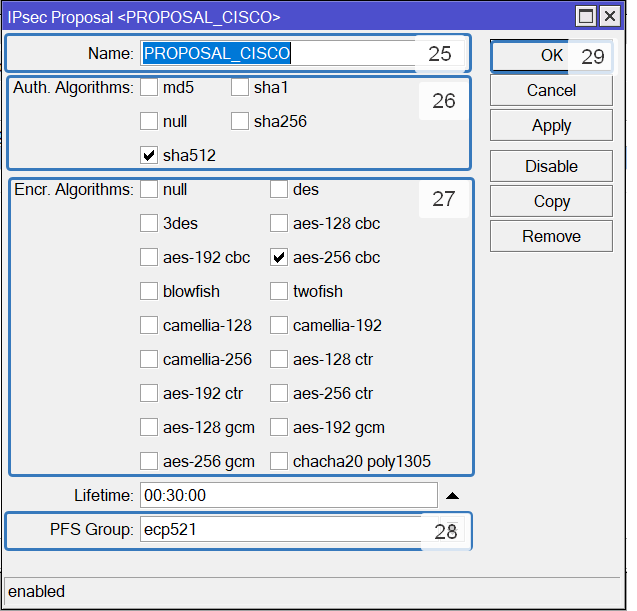 IPsec Proposal <PROPOSAL_CISCO>
Name: PROPOSAL_CISCO 25
OK 29
Auth. Algorithms: md5 sha1 26
Cancel
null sha256
Apply
sha512
Disable
Encr. Algorithms: null des 27
Copy
3des aes-128 cbc
Remove
aes-192 cbc aes-256 cbc
blowfish twofish
camellia-128 camellia-192
camellia-256 aes-128 ctr
aes-192 ctr aes-256 ctr
aes-128 gcm aes-192 gcm
aes-256 gcm chacha20 poly1305
Lifetime: 00:30:00
PFS Group: ecp521 28
enabled